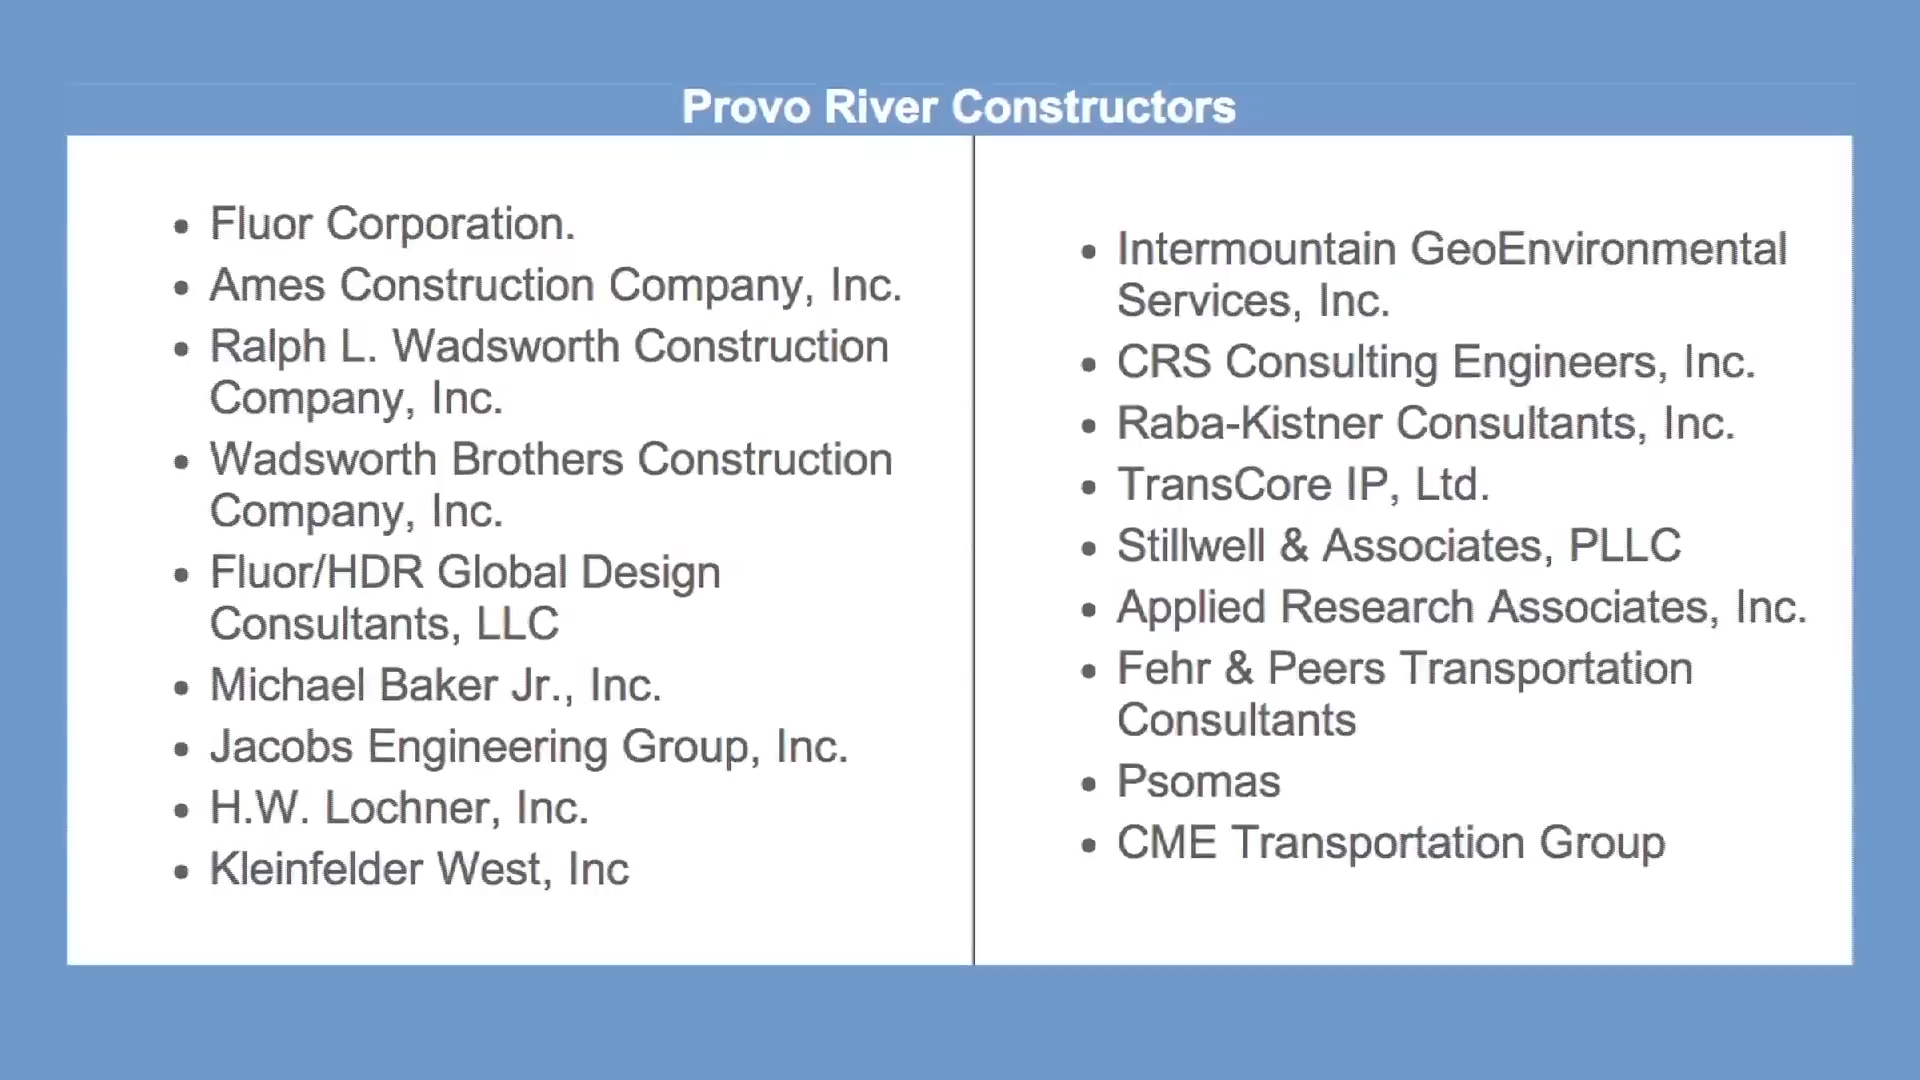 Provo River Constructors
• Fluor Corporation.
• Ames Construction Company, Inc.
• Ralph L. Wadsworth Construction
Company, Inc.
• Wadsworth Brothers Construction
Company, Inc.
• Fluor/HDR Global Design
Consultants, LLC
• Michael Baker Jr., Inc.
• Jacobs Engineering Group, Inc.
• H.W. Lochner, Inc.
• Kleinfelder West, Inc
• Intermountain GeoEnvironmental
Services, Inc.
• CRS Consulting Engineers, Inc.
• Raba-Kistner Consultants, Inc.
• TransCore IP, Ltd.
• Stillwell & Associates, PLLC
• Applied Research Associates, Inc.
• Fehr & Peers Transportation
Consultants
• Psomas
• CME Transportation Group